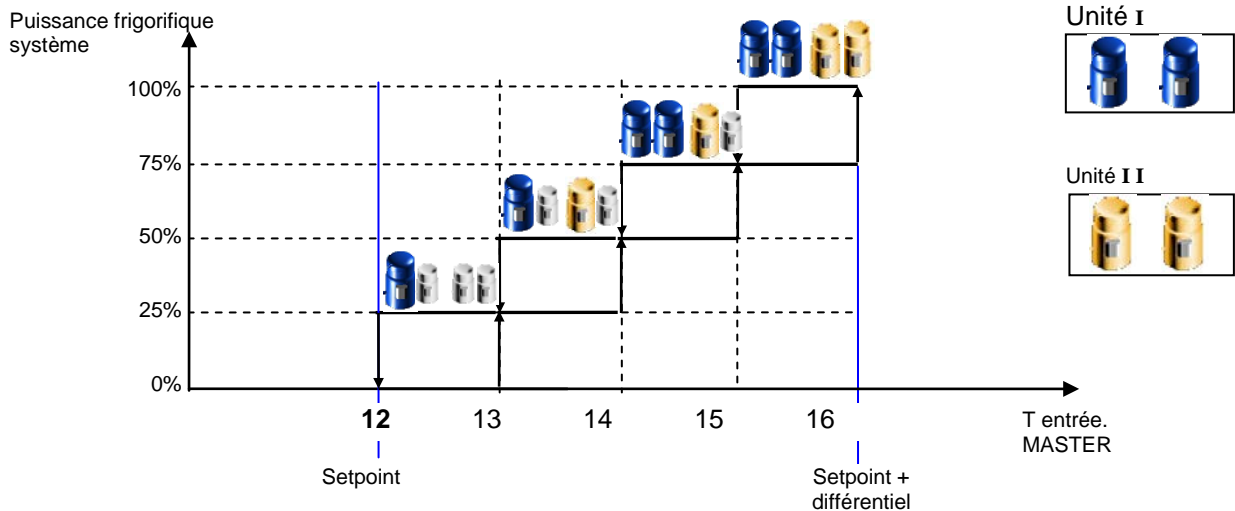 Puissance frigorifique
système
Unité I
100%
75%
Unité I I
50%
25%
0%
12 13 14 15 16
T entrée.
MASTER
Setpoint
Setpoint +
différentiel